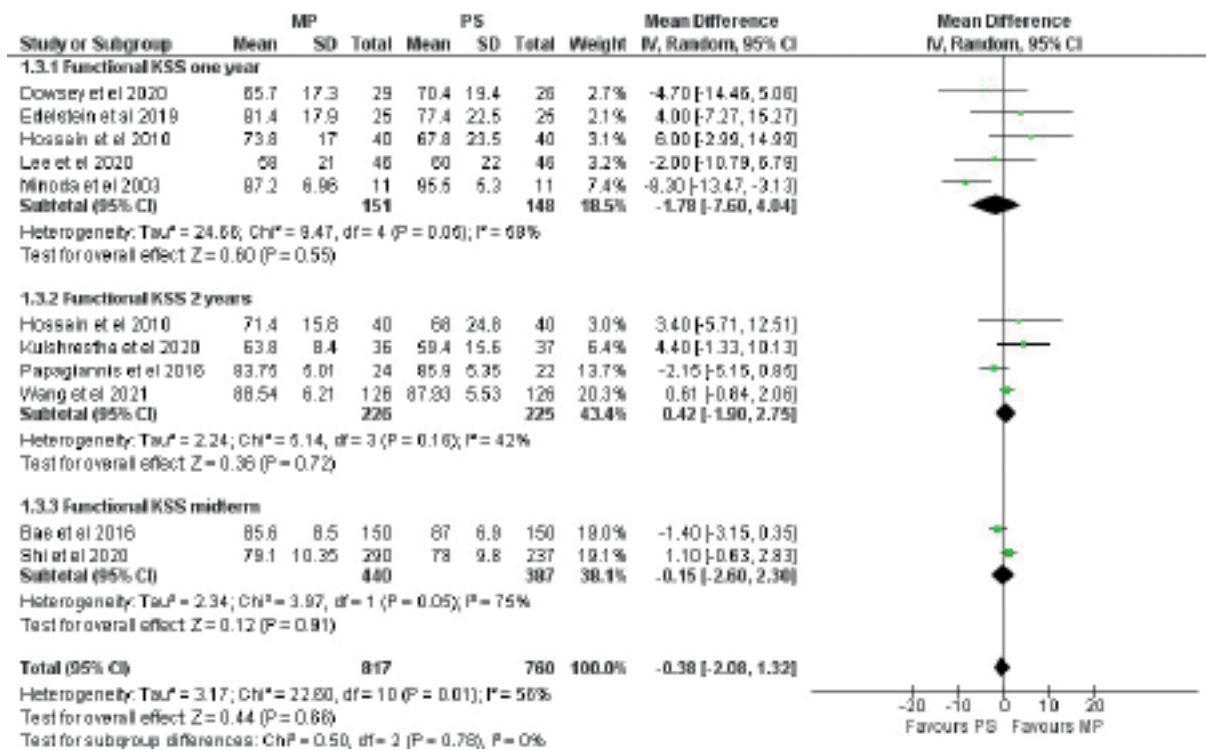 MP PS Mean Difference Mean Difference
Study or Subgroup Mean SD Total Mean SD Total Weight IV, Random, 95% CI IV, Random, 95% CI
1.3.1 Functional KSS one year
Dowsey et el 2020 65.7 17.3 29 70.4 19.4 26 2.7% -4.70 [-14.46, 5.06]
Edelstein et al 2019 81.4 17.9 25 77.4 22.5 25 2.1% 4.00 [-7.27, 15.27]
Hossain et el 2010 73.8 17 40 67.8 23.5 40 3.1% 6.00 [-2.99, 14.99]
Lee et el 2020 58 21 46 60 22 46 3.2% -2.00 [-10.79, 6.79]
Minoda et el 2003 87.2 6.96 11 95.5 5.3 11 7.4% -8.30 [-13.47, -3.13]
Subtotal (95% CI) 151 148 18.5% -1.78 [-7.60, 4.04]
Heterogeneity: Tau² = 24.66; Chi² = 9.47, df = 4 (P = 0.05); I² = 58%
Test for overall effect: Z = 0.60 (P = 0.55)
1.3.2 Functional KSS 2 years
Hossain et el 2010 71.4 15.8 40 68 24.8 40 3.0% 3.40 [-5.71, 12.51]
Kulshrestha et el 2020 63.8 8.4 36 59.4 15.6 37 6.4% 4.40 [-1.33, 10.13]
Papagiannis et el 2016 83.75 5.01 24 85.9 5.35 22 13.7% -2.15 [-5.15, 0.85]
Wang et el 2021 88.54 6.21 126 87.93 5.53 126 20.3% 0.61 [-0.84, 2.06]
Subtotal (95% CI) 226 225 43.4% 0.42 [-1.90, 2.75]
Heterogeneity: Tau² = 2.24; Chi² = 5.14, df = 3 (P = 0.16); I² = 42%
Test for overall effect: Z = 0.36 (P = 0.72)
1.3.3 Functional KSS midterm
Bae et el 2016 85.6 8.5 150 87 6.9 150 19.0% -1.40 [-3.15, 0.35]
Shi et el 2020 79.1 10.35 290 78 9.8 237 19.1% 1.10 [-0.63, 2.83]
Subtotal (95% CI) 440 387 38.1% -0.15 [-2.60, 2.30]
Heterogeneity: Tau² = 2.34; Chi² = 3.97, df = 1 (P = 0.05); I² = 75%
Test for overall effect: Z = 0.12 (P = 0.91)
Total (95% CI) 817 760 100.0% -0.38 [-2.08, 1.32]
Heterogeneity: Tau² = 3.17; Chi² = 22.60, df = 10 (P = 0.01); I² = 56%
Test for overall effect: Z = 0.44 (P = 0.66)
Test for subgroup differences: Chi² = 0.50, df = 2 (P = 0.78), I² = 0%
-20 -10 0 10 20
Favours PS Favours MP